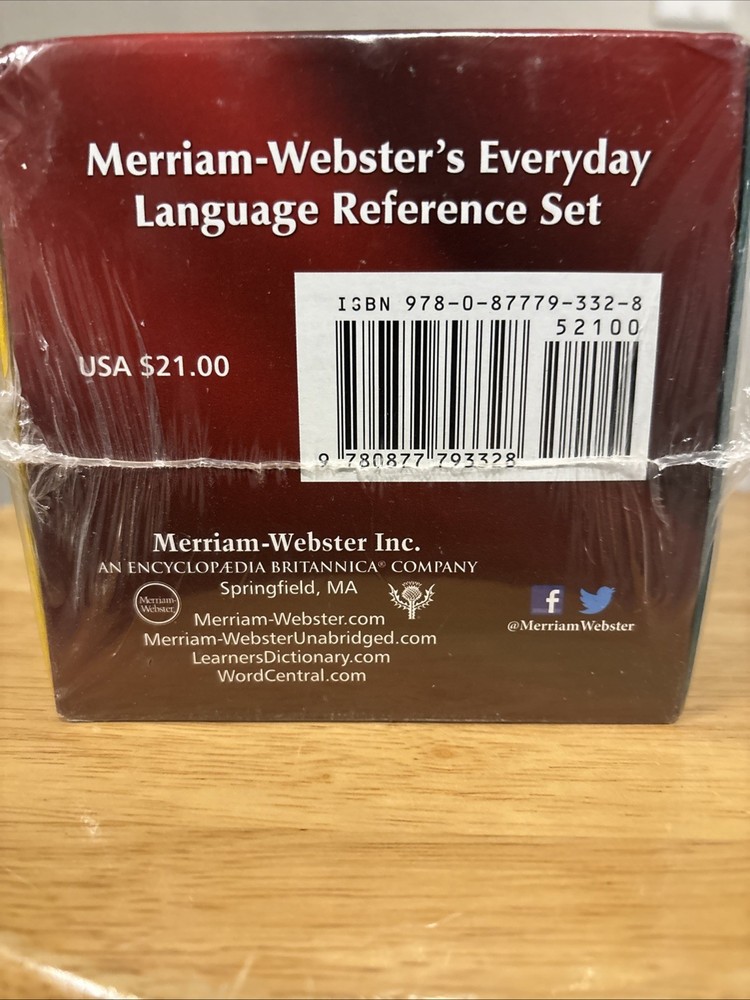 Merriam-Webster's Everyday
Language Reference Set
ISBN 978-0-87779-332-8
52100
USA $21.00
9 780877 793328
Merriam-Webster Inc.
AN ENCYCLOPÆDIA BRITANNICA® COMPANY
Springfield, MA
Merriam-
Webster
Merriam-Webster.com
Merriam-WebsterUnabridged.com
LearnersDictionary.com
WordCentral.com
f
@MerriamWebster